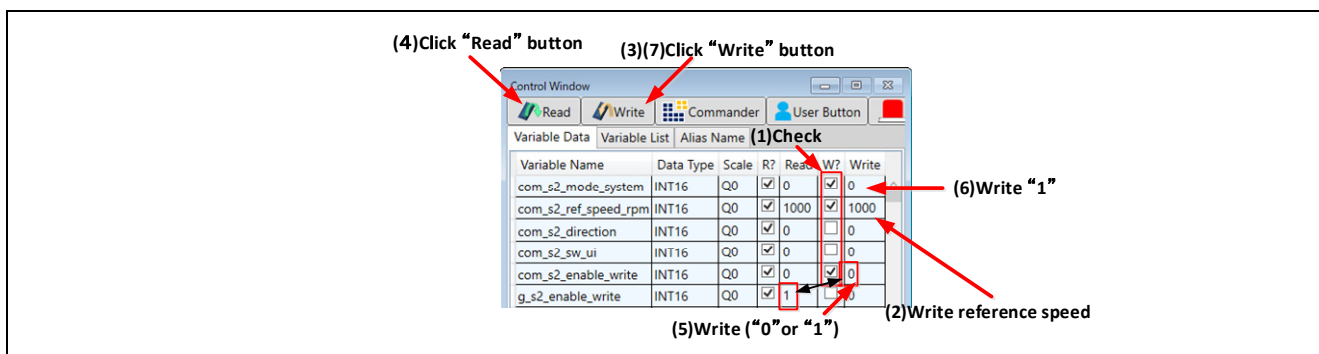 (4)Click “Read” button
(3)(7)Click “Write” button
Control Window
Read Write Commander User Button
Variable Data Variable List Alias Name
(1)Check
Variable Name Data Type Scale R? Read W? Write
com_s2_mode_system INT16 Q0 0 0
(6)Write “1”
com_s2_ref_speed_rpm INT16 Q0 1000 1000
com_s2_direction INT16 Q0 0 0
com_s2_sw_ui INT16 Q0 0 0
com_s2_enable_write INT16 Q0 0 0
g_s2_enable_write INT16 Q0 1 0
(2)Write reference speed
(5)Write (“0”or “1”)